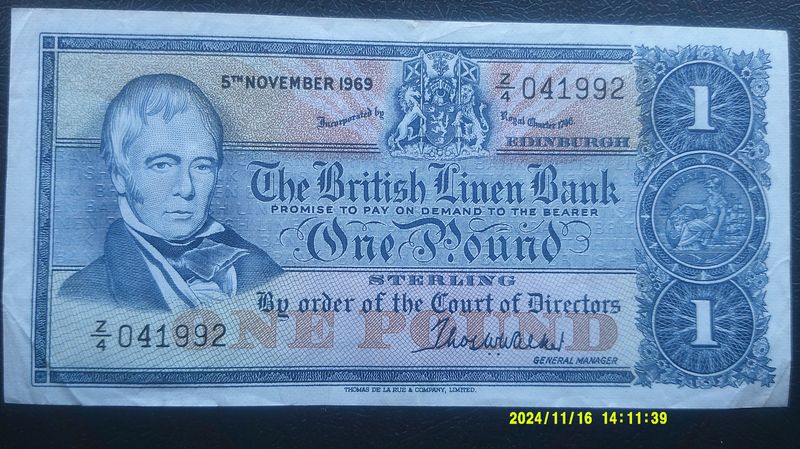 5TH NOVEMBER 1969
Z/4 041992
Incorporated by Royal Charter 1746.
EDINBURGH
1
The British Linen Bank
PROMISE TO PAY ON DEMAND TO THE BEARER
One Pound
STERLING
By order of the Court of Directors
ONE POUND
Z/4 041992
1
GENERAL MANAGER
THOMAS DE LA RUE & COMPANY, LIMITED.
2024/11/16 14:11:39